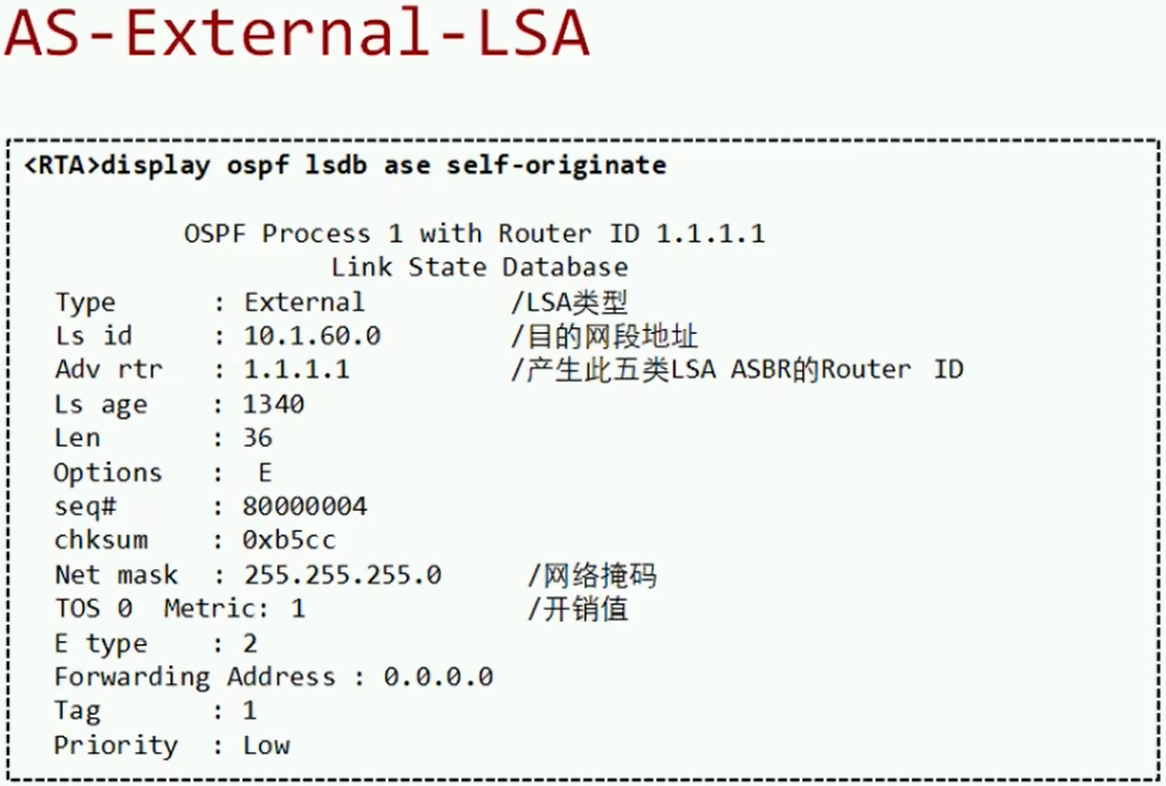 AS-External-LSA
<RTA>display ospf lsdb ase self-originate
OSPF Process 1 with Router ID 1.1.1.1
Link State Database
Type : External /LSA类型
Ls id : 10.1.60.0 /目的网段地址
Adv rtr : 1.1.1.1 /产生此五类LSA ASBR的Router ID
Ls age : 1340
Len : 36
Options : E
seq# : 80000004
chksum : 0xb5cc
Net mask : 255.255.255.0 /网络掩码
TOS 0 Metric: 1 /开销值
E type : 2
Forwarding Address : 0.0.0.0
Tag : 1
Priority : Low